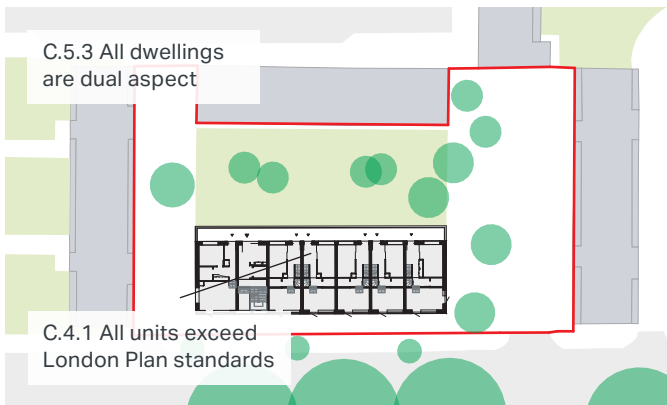 C.5.3 All dwellings
are dual aspect
C.4.1 All units exceed
London Plan standards